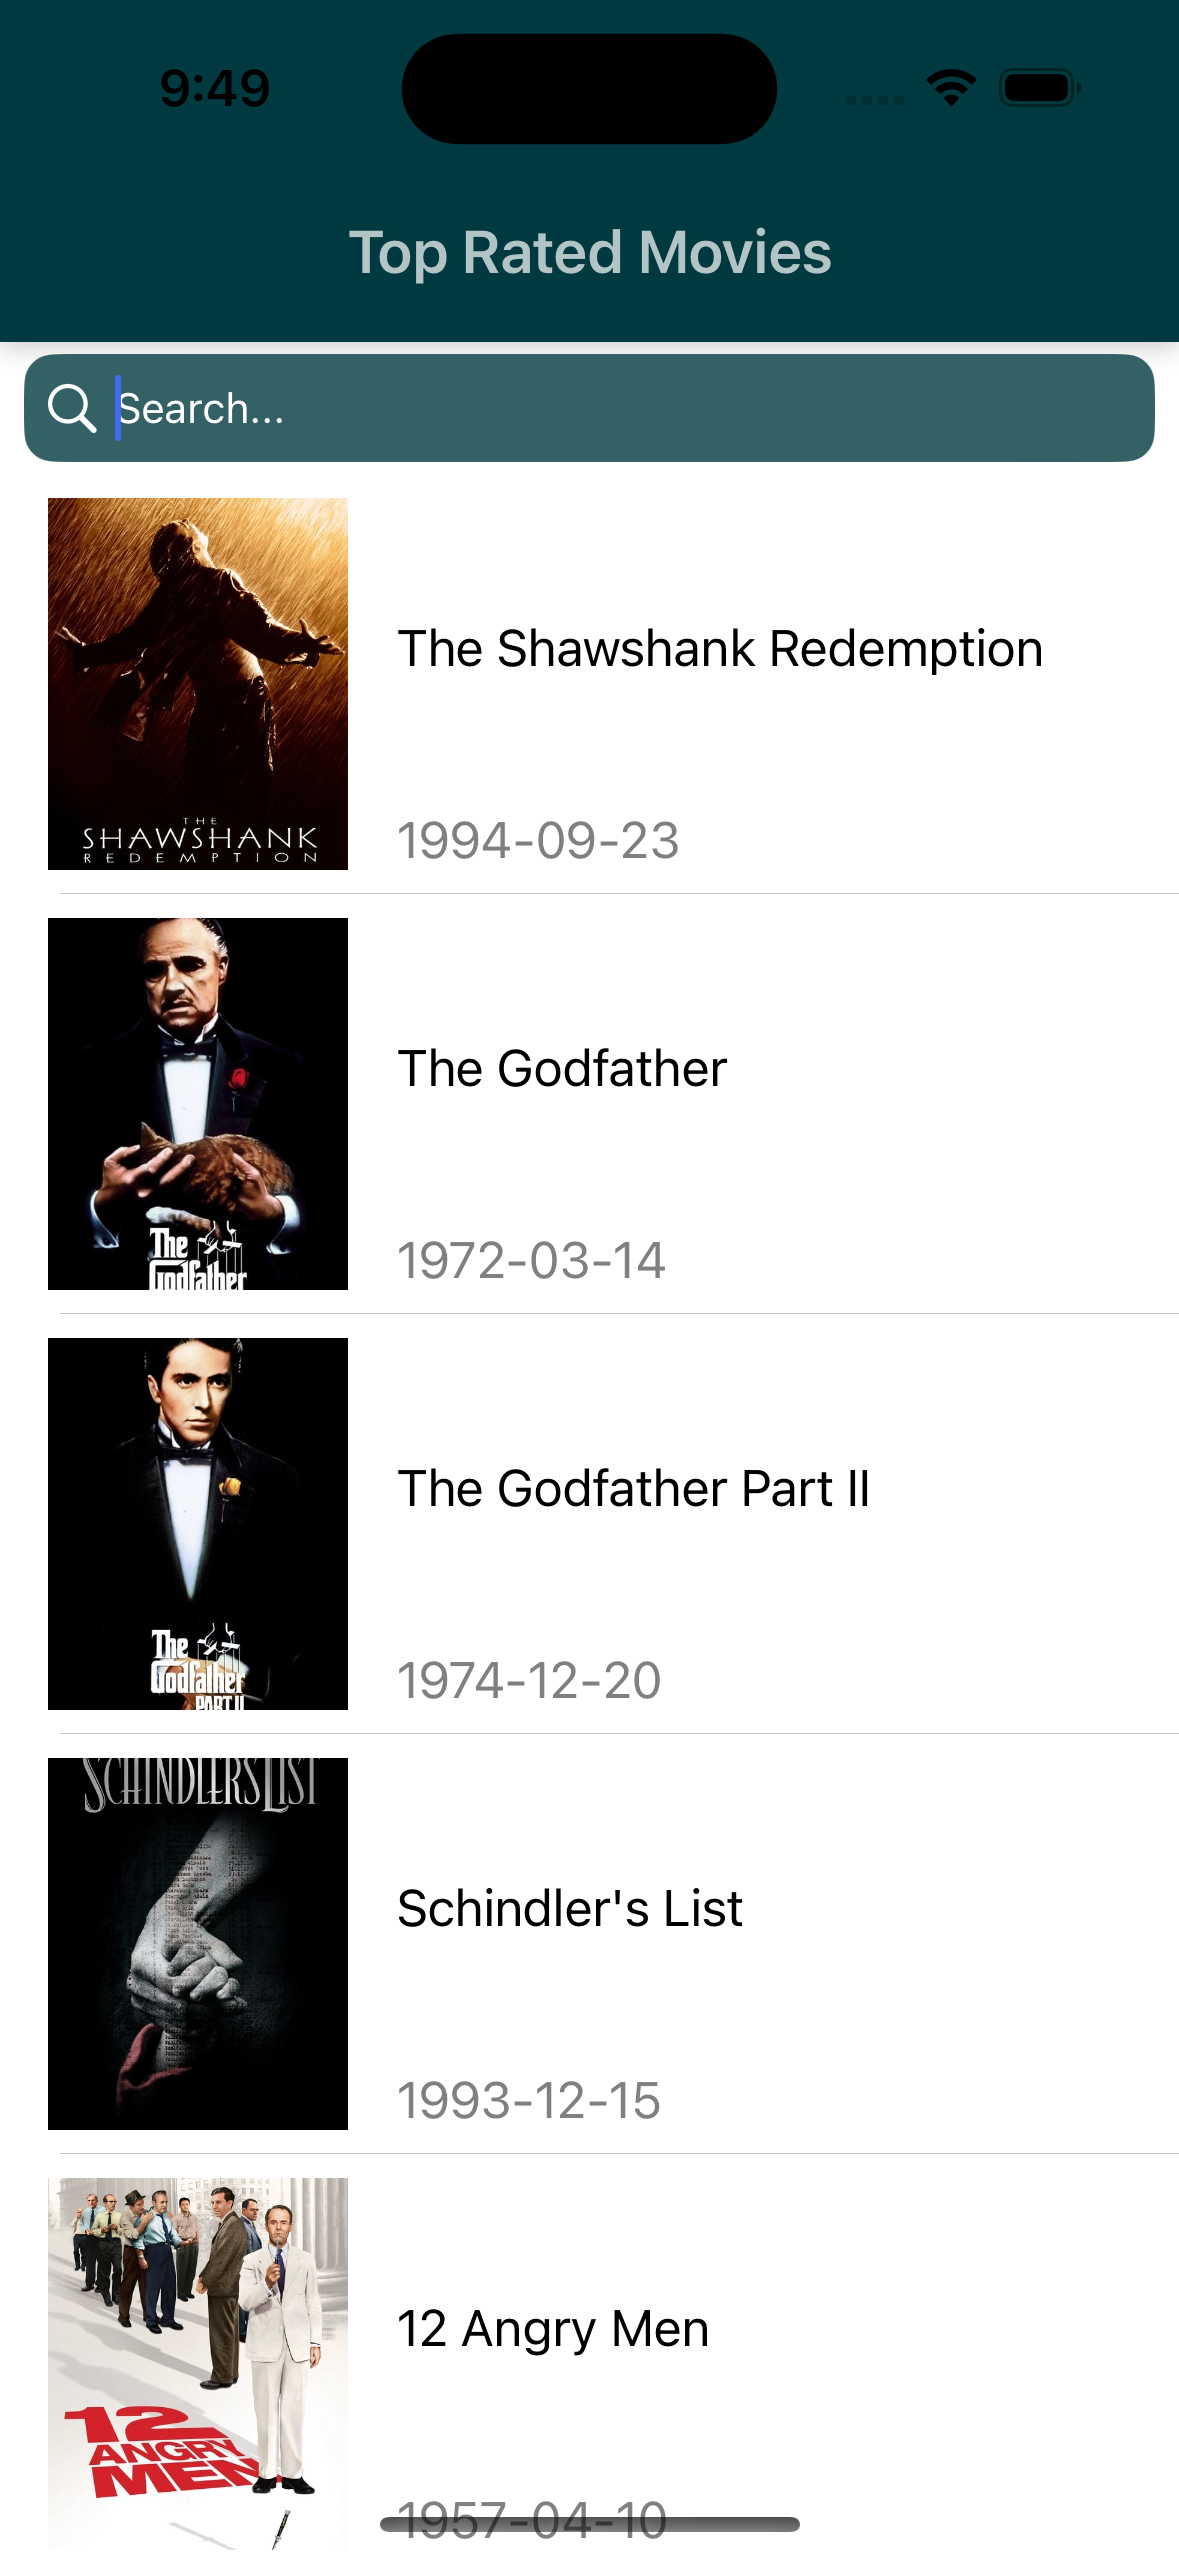 9:49
Top Rated Movies
Search...
THE
SHAWSHANK
REDEMPTION
The Shawshank Redemption
1994-09-23
The
Godfather
The Godfather
1972-03-14
The
Godfather
PART II
The Godfather Part II
1974-12-20
SCHINDLER'S LIST
Schindler's List
1993-12-15
12
ANGRY
MEN
12 Angry Men
1957-04-10